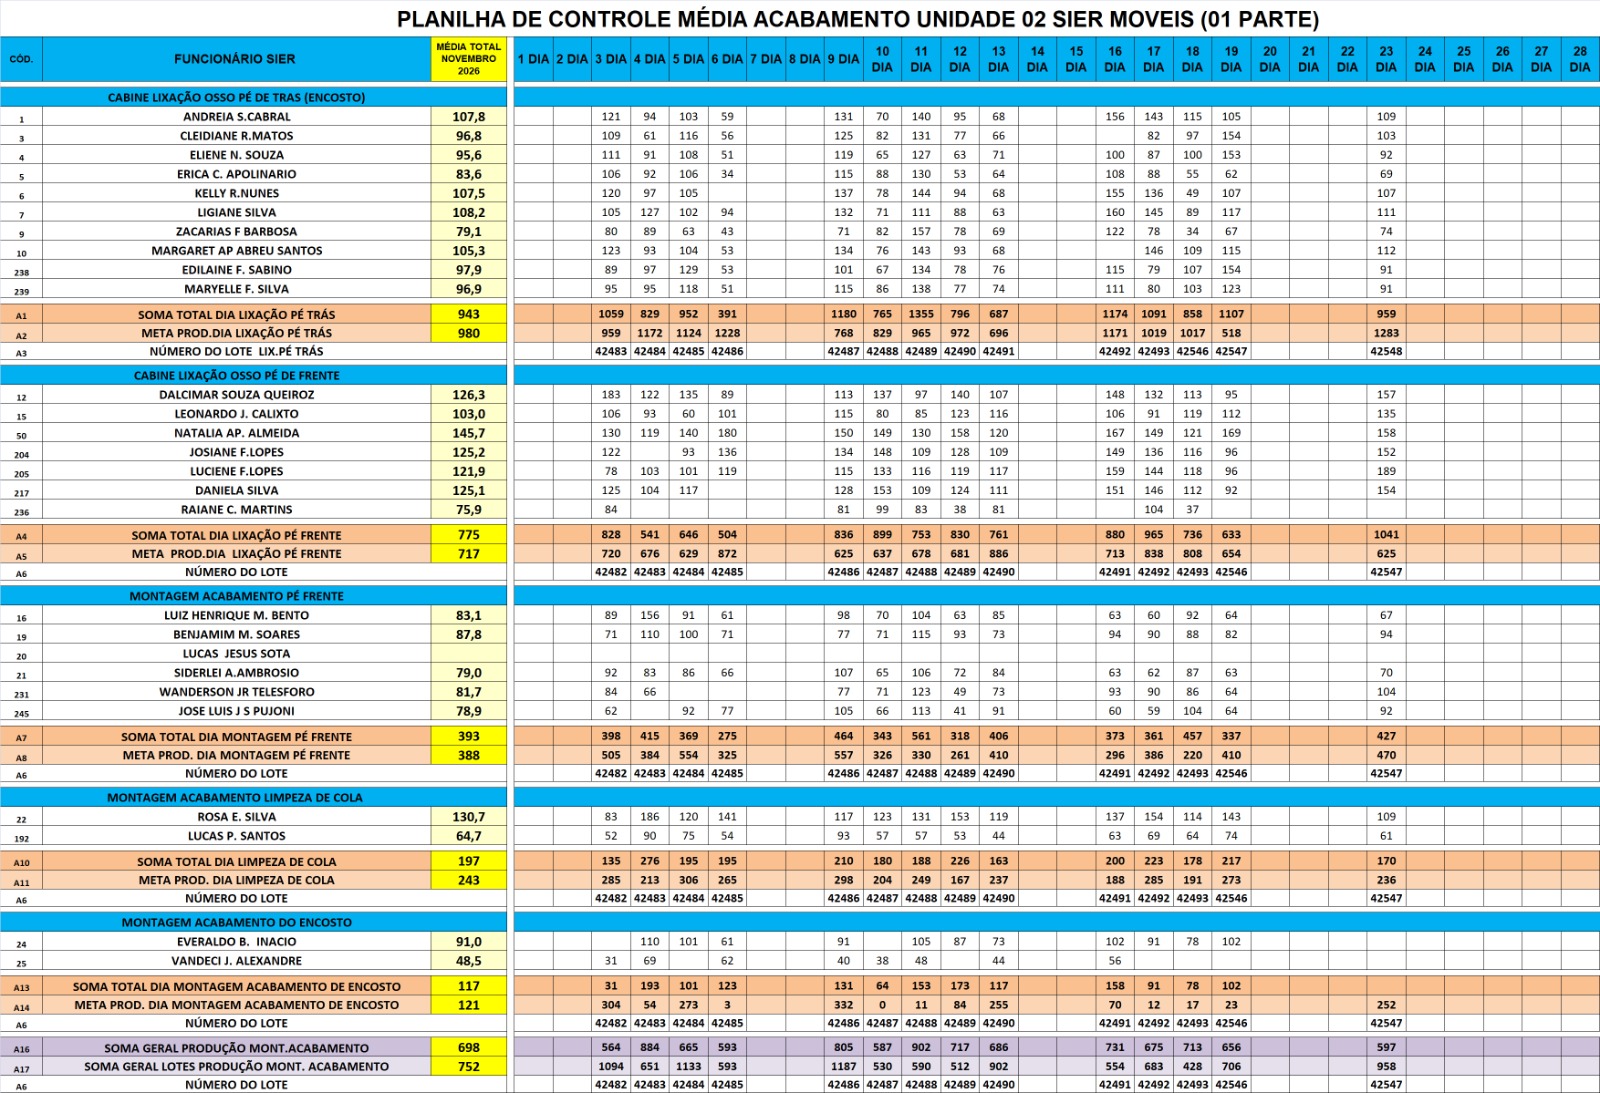 PLANILHA DE CONTROLE MÉDIA ACABAMENTO UNIDADE 02 SIER MOVEIS (01 PARTE)
CÓD. FUNCIONÁRIO SIER MÉDIA TOTAL NOVEMBRO 2026 1 DIA 2 DIA 3 DIA 4 DIA 5 DIA 6 DIA 7 DIA 8 DIA 9 DIA 10 DIA 11 DIA 12 DIA 13 DIA 14 DIA 15 DIA 16 DIA 17 DIA 18 DIA 19 DIA 20 DIA 21 DIA 22 DIA 23 DIA 24 DIA 25 DIA 26 DIA 27 DIA 28 DIA
CABINE LIXAÇÃO OSSO PÉ DE TRAS (ENCOSTO)
1 ANDREIA S.CABRAL 107,8 121 94 103 59 131 70 140 95 68 156 143 115 105 109
3 CLEIDIANE R.MATOS 96,8 109 61 116 56 125 82 131 77 66 82 97 154 103
4 ELIENE N. SOUZA 95,6 111 91 108 51 119 65 127 63 71 100 87 100 153 92
5 ERICA C. APOLINARIO 83,6 106 92 106 34 115 88 130 53 64 108 88 55 62 69
6 KELLY R.NUNES 107,5 120 97 105 137 78 144 94 68 155 136 49 107 107
7 LIGIANE SILVA 108,2 105 127 102 94 132 71 111 88 63 160 145 89 117 111
9 ZACARIAS F BARBOSA 79,1 80 89 63 43 71 82 157 78 69 122 78 34 67 74
10 MARGARET AP ABREU SANTOS 105,3 123 93 104 53 134 76 143 93 68 146 109 115 112
238 EDILAINE F. SABINO 97,9 89 97 129 53 101 67 134 78 76 115 79 107 154 91
239 MARYELLE F. SILVA 96,9 95 95 118 51 115 86 138 77 74 111 80 103 123 91
A1 SOMA TOTAL DIA LIXAÇÃO PÉ TRÁS 943 1059 829 952 391 1180 765 1355 796 687 1174 1091 858 1107 959
A2 META PROD.DIA LIXAÇÃO PÉ TRÁS 980 959 1172 1124 1228 768 829 965 972 696 1171 1019 1017 518 1283
A3 NÚMERO DO LOTE LIX.PÉ TRÁS 42483 42484 42485 42486 42487 42488 42489 42490 42491 42492 42493 42546 42547 42548
CABINE LIXAÇÃO OSSO PÉ DE FRENTE
12 DALCIMAR SOUZA QUEIROZ 126,3 183 122 135 89 113 137 97 140 107 148 132 113 95 157
15 LEONARDO J. CALIXTO 103,0 106 93 60 101 115 80 85 123 116 106 91 119 112 135
50 NATALIA AP. ALMEIDA 145,7 130 119 140 180 150 149 130 158 120 167 149 121 169 158
204 JOSIANE F.LOPES 125,2 122 93 136 134 148 109 128 109 149 136 116 96 152
205 LUCIENE F.LOPES 121,9 78 103 101 119 115 133 116 119 117 159 144 118 96 189
217 DANIELA SILVA 125,1 125 104 117 128 153 109 124 111 151 146 112 92 154
236 RAIANE C. MARTINS 75,9 84 81 99 83 38 81 104 37
A4 SOMA TOTAL DIA LIXAÇÃO PÉ FRENTE 775 828 541 646 504 836 899 753 830 761 880 965 736 633 1041
A5 META PROD.DIA LIXAÇÃO PÉ FRENTE 717 720 676 629 872 625 637 678 681 886 713 838 808 654 625
A6 NÚMERO DO LOTE 42482 42483 42484 42485 42486 42487 42488 42489 42490 42491 42492 42493 42546 42547
MONTAGEM ACABAMENTO PÉ FRENTE
16 LUIZ HENRIQUE M. BENTO 83,1 89 156 91 61 98 70 104 63 85 63 60 92 64 67
19 BENJAMIM M. SOARES 87,8 71 110 100 71 77 71 115 93 73 94 90 88 82 94
20 LUCAS JESUS SOTA
21 SIDERLEI A.AMBROSIO 79,0 92 83 86 66 107 65 106 72 84 63 62 87 63 70
231 WANDERSON JR TELESFORO 81,7 84 66 77 71 123 49 73 93 90 86 64 104
245 JOSE LUIS J S PUJONI 78,9 62 92 77 105 66 113 41 91 60 59 104 64 92
A7 SOMA TOTAL DIA MONTAGEM PÉ FRENTE 393 398 415 369 275 464 343 561 318 406 373 361 457 337 427
A8 META PROD. DIA MONTAGEM PÉ FRENTE 388 505 384 554 325 557 326 330 261 410 296 386 220 410 470
A6 NÚMERO DO LOTE 42482 42483 42484 42485 42486 42487 42488 42489 42490 42491 42492 42493 42546 42547
MONTAGEM ACABAMENTO LIMPEZA DE COLA
22 ROSA E. SILVA 130,7 83 186 120 141 117 123 131 153 119 137 154 114 143 109
192 LUCAS P. SANTOS 64,7 52 90 75 54 93 57 57 53 44 63 69 64 74 61
A10 SOMA TOTAL DIA LIMPEZA DE COLA 197 135 276 195 195 210 180 188 226 163 200 223 178 217 170
A11 META PROD. DIA LIMPEZA DE COLA 243 285 213 306 265 298 204 249 167 237 188 285 191 273 236
A6 NÚMERO DO LOTE 42482 42483 42484 42485 42486 42487 42488 42489 42490 42491 42492 42493 42546 42547
MONTAGEM ACABAMENTO DO ENCOSTO
24 EVERALDO B. INACIO 91,0 110 101 61 91 105 87 73 102 91 78 102
25 VANDECI J. ALEXANDRE 48,5 31 69 62 40 38 48 44 56
A13 SOMA TOTAL DIA MONTAGEM ACABAMENTO DE ENCOSTO 117 31 193 101 123 131 64 153 173 117 158 91 78 102
A14 META PROD. DIA MONTAGEM ACABAMENTO DE ENCOSTO 121 304 54 273 3 332 0 11 84 255 70 12 17 23 252
A6 NÚMERO DO LOTE 42482 42483 42484 42485 42486 42487 42488 42489 42490 42491 42492 42493 42546 42547
A16 SOMA GERAL PRODUÇÃO MONT.ACABAMENTO 698 564 884 665 593 805 587 902 717 686 731 675 713 656 597
A17 SOMA GERAL LOTES PRODUÇÃO MONT. ACABAMENTO 752 1094 651 1133 593 1187 530 590 512 902 554 683 428 706 958
A6 NÚMERO DO LOTE 42482 42483 42484 42485 42486 42487 42488 42489 42490 42491 42492 42493 42546 42547